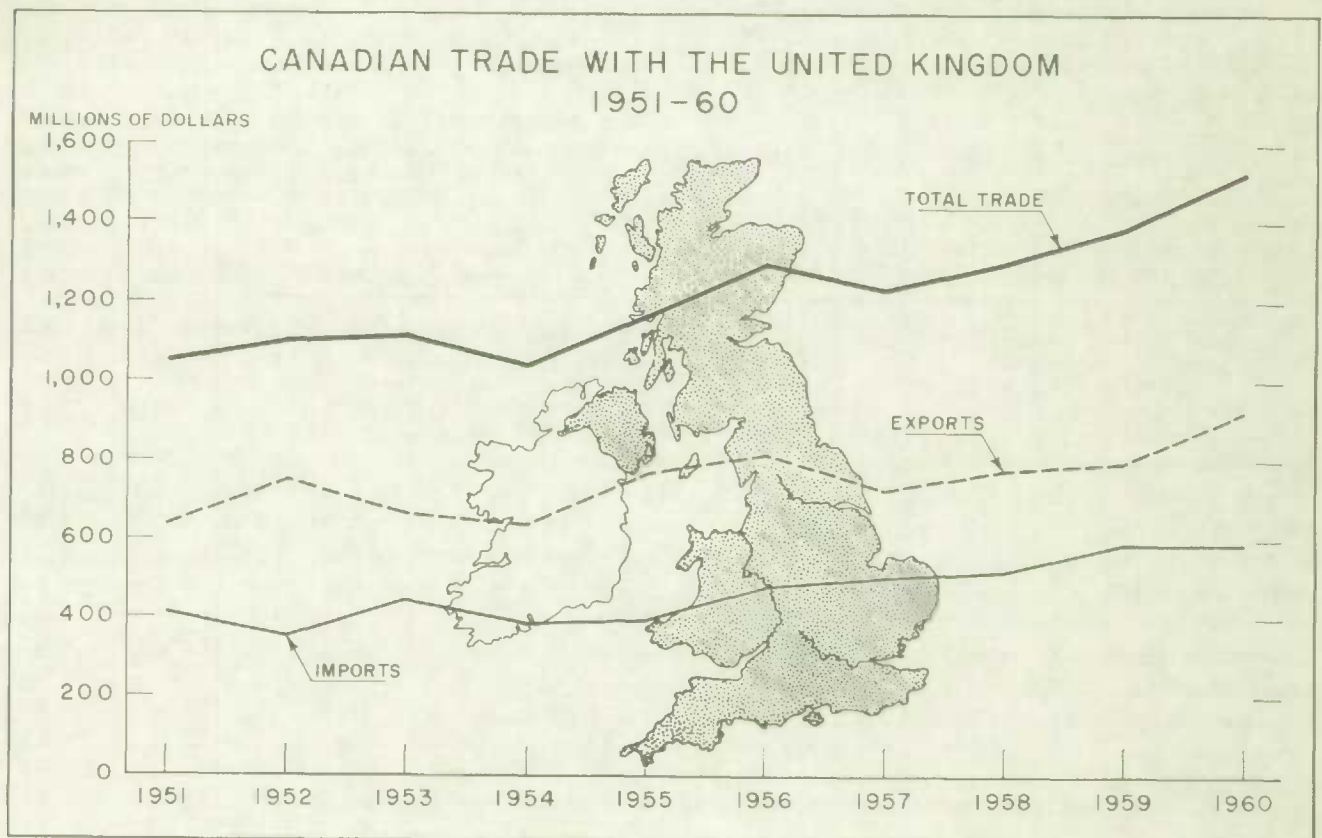 CANADIAN TRADE WITH THE UNITED KINGDOM
1951-60
MILLIONS OF DOLLARS
1,600
1,400
TOTAL TRADE
1,200
1,000
EXPORTS
800
600
400
IMPORTS
200
0
1951 1952 1953 1954 1955 1956 1957 1958 1959 1960